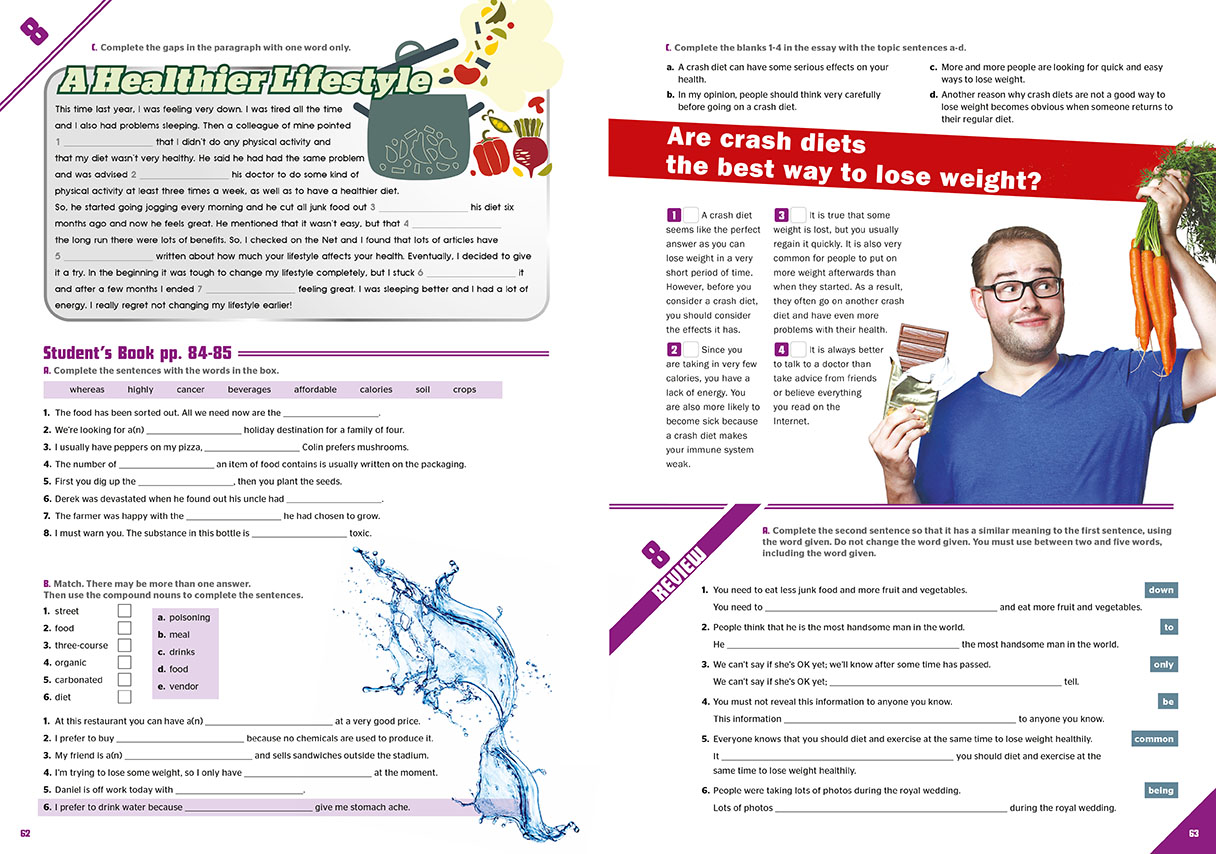 8
C. Complete the gaps in the paragraph with one word only.
A Healthier Lifestyle
This time last year, I was feeling very down. I was tired all the time
and I also had problems sleeping. Then a colleague of mine pointed
1 ____________________ that I didn't do any physical activity and
that my diet wasn't very healthy. He said he had had the same problem
and was advised 2 ____________________ his doctor to do some kind of
physical activity at least three times a week, as well as to have a healthier diet.
So, he started going jogging every morning and he cut all junk food out 3 ____________________ his diet six
months ago and now he feels great. He mentioned that it wasn't easy, but that 4 ____________________
the long run there were lots of benefits. So, I checked on the Net and I found that lots of articles have
5 ____________________ written about how much your lifestyle affects your health. Eventually, I decided to give
it a try. In the beginning it was tough to change my lifestyle completely, but I stuck 6 ____________________ it
and after a few months I ended 7 ____________________ feeling great. I was sleeping better and I had a lot of
energy. I really regret not changing my lifestyle earlier!
Student's Book pp. 84-85
A. Complete the sentences with the words in the box.
whereas highly cancer beverages affordable calories soil crops
1. The food has been sorted out. All we need now are the ____________________.
2. We're looking for a(n) ____________________ holiday destination for a family of four.
3. I usually have peppers on my pizza, ____________________ Colin prefers mushrooms.
4. The number of ____________________ an item of food contains is usually written on the packaging.
5. First you dig up the ____________________, then you plant the seeds.
6. Derek was devastated when he found out his uncle had ____________________.
7. The farmer was happy with the ____________________ he had chosen to grow.
8. I must warn you. The substance in this bottle is ____________________ toxic.
B. Match. There may be more than one answer.
Then use the compound nouns to complete the sentences.
1. street
2. food
3. three-course
4. organic
5. carbonated
6. diet
a. poisoning
b. meal
c. drinks
d. food
e. vendor
1. At this restaurant you can have a(n) ____________________ at a very good price.
2. I prefer to buy ____________________ because no chemicals are used to produce it.
3. My friend is a(n) ____________________ and sells sandwiches outside the stadium.
4. I'm trying to lose some weight, so I only have ____________________ at the moment.
5. Daniel is off work today with ____________________.
6. I prefer to drink water because ____________________ give me stomach ache.
62
C. Complete the blanks 1-4 in the essay with the topic sentences a-d.
a. A crash diet can have some serious effects on your
health.
b. In my opinion, people should think very carefully
before going on a crash diet.
c. More and more people are looking for quick and easy
ways to lose weight.
d. Another reason why crash diets are not a good way to
lose weight becomes obvious when someone returns to
their regular diet.
Are crash diets
the best way to lose weight?
1 A crash diet
seems like the perfect
answer as you can
lose weight in a very
short period of time.
However, before you
consider a crash diet,
you should consider
the effects it has.
2 Since you
are taking in very few
calories, you have a
lack of energy. You
are also more likely to
become sick because
a crash diet makes
your immune system
weak.
3 It is true that some
weight is lost, but you usually
regain it quickly. It is also very
common for people to put on
more weight afterwards than
when they started. As a result,
they often go on another crash
diet and have even more
problems with their health.
4 It is always better
to talk to a doctor than
take advice from friends
or believe everything
you read on the
Internet.
8
REVIEW
A. Complete the second sentence so that it has a similar meaning to the first sentence, using
the word given. Do not change the word given. You must use between two and five words,
including the word given.
1. You need to eat less junk food and more fruit and vegetables. down
You need to ____________________ and eat more fruit and vegetables.
2. People think that he is the most handsome man in the world. to
He ____________________ the most handsome man in the world.
3. We can't say if she's OK yet; we'll know after some time has passed. only
We can't say if she's OK yet; ____________________ tell.
4. You must not reveal this information to anyone you know. be
This information ____________________ to anyone you know.
5. Everyone knows that you should diet and exercise at the same time to lose weight healthily. common
It ____________________ you should diet and exercise at the
same time to lose weight healthily.
6. People were taking lots of photos during the royal wedding. being
Lots of photos ____________________ during the royal wedding.
63